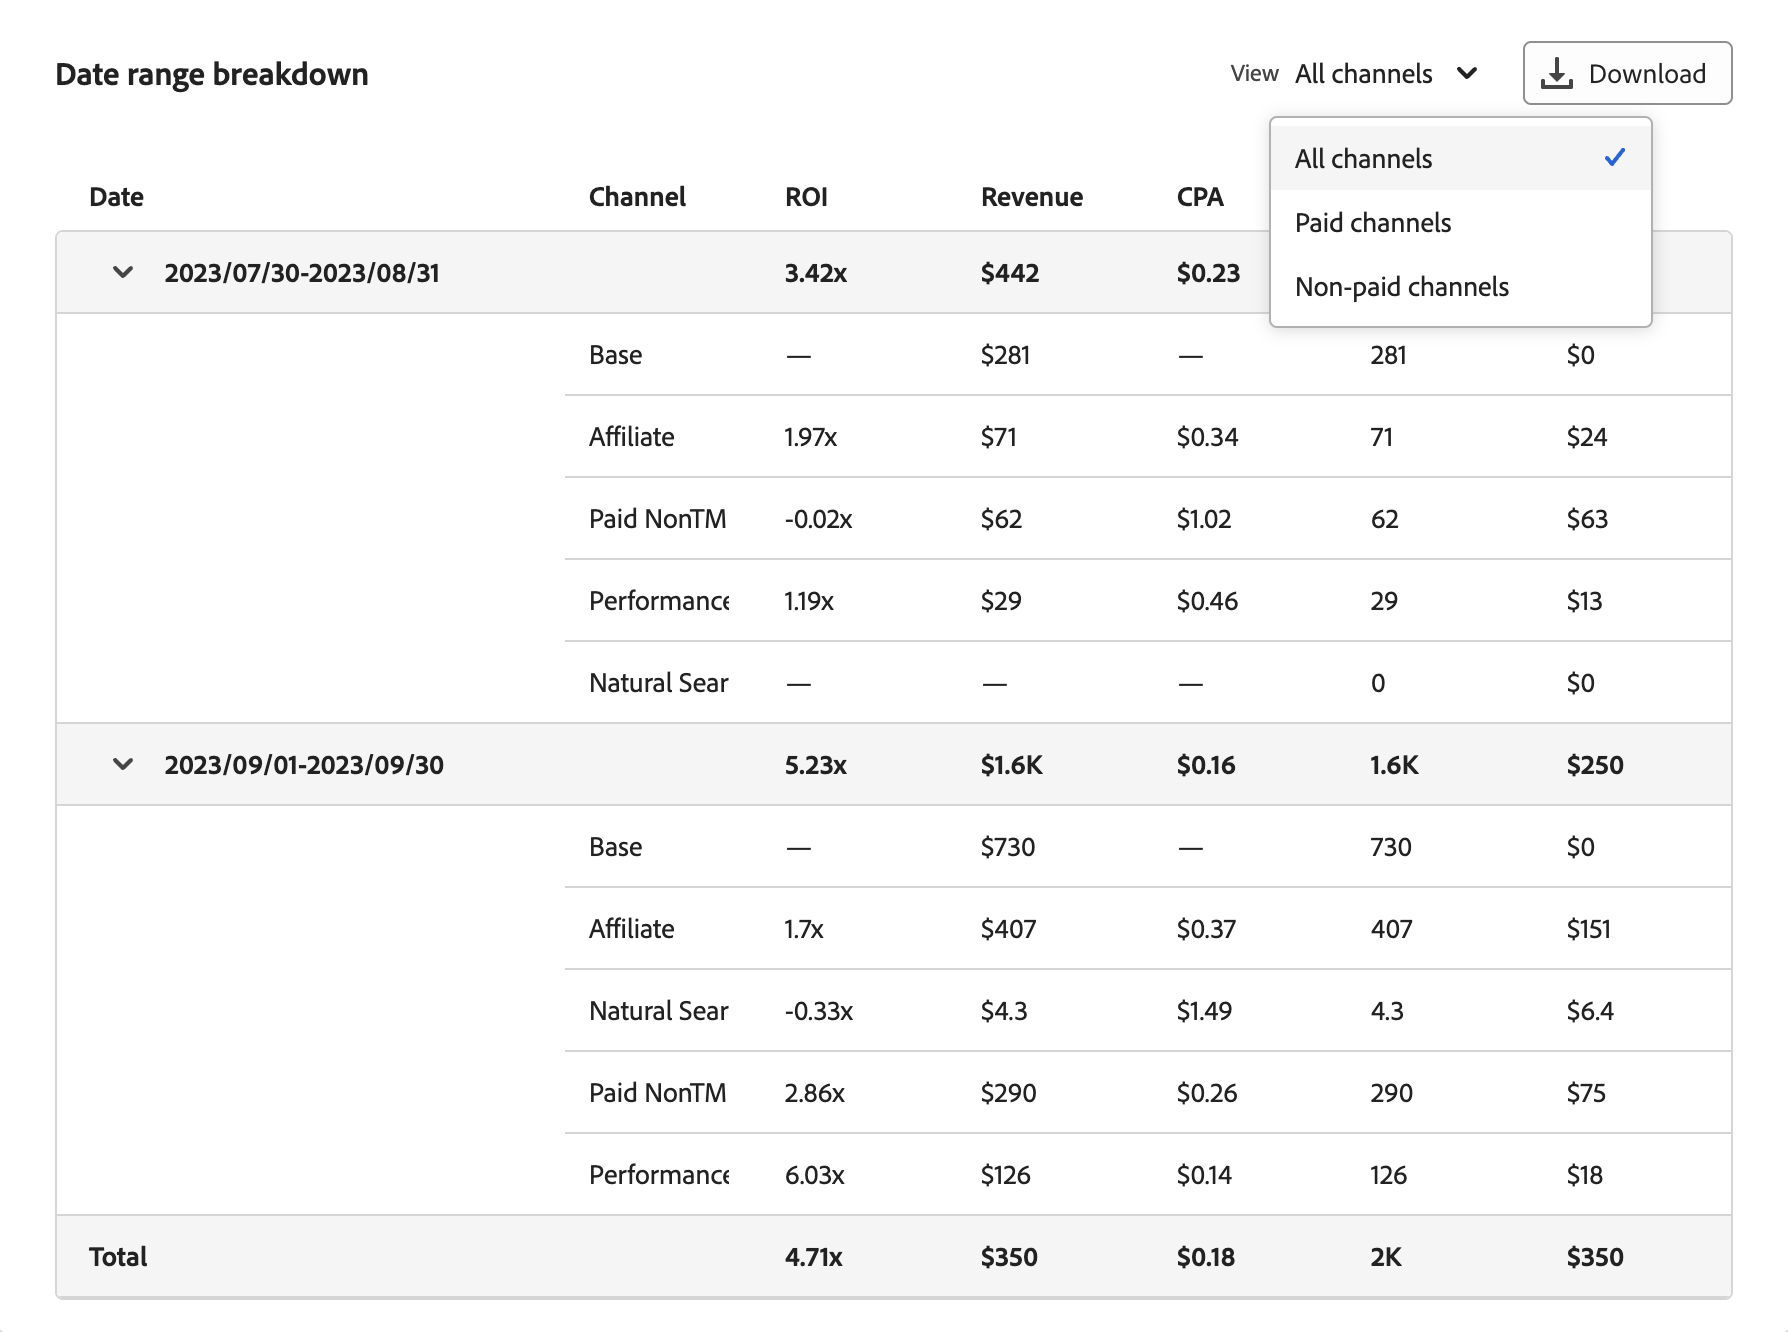 Date range breakdown
View All channels
Download
All channels
Paid channels
Non-paid channels
Date Channel ROI Revenue CPA
2023/07/30-2023/08/31 3.42x $442 $0.23
Base — $281 — 281 $0
Affiliate 1.97x $71 $0.34 71 $24
Paid NonTM -0.02x $62 $1.02 62 $63
Performance 1.19x $29 $0.46 29 $13
Natural Sear — — — 0 $0
2023/09/01-2023/09/30 5.23x $1.6K $0.16 1.6K $250
Base — $730 — 730 $0
Affiliate 1.7x $407 $0.37 407 $151
Natural Sear -0.33x $4.3 $1.49 4.3 $6.4
Paid NonTM 2.86x $290 $0.26 290 $75
Performance 6.03x $126 $0.14 126 $18
Total 4.71x $350 $0.18 2K $350